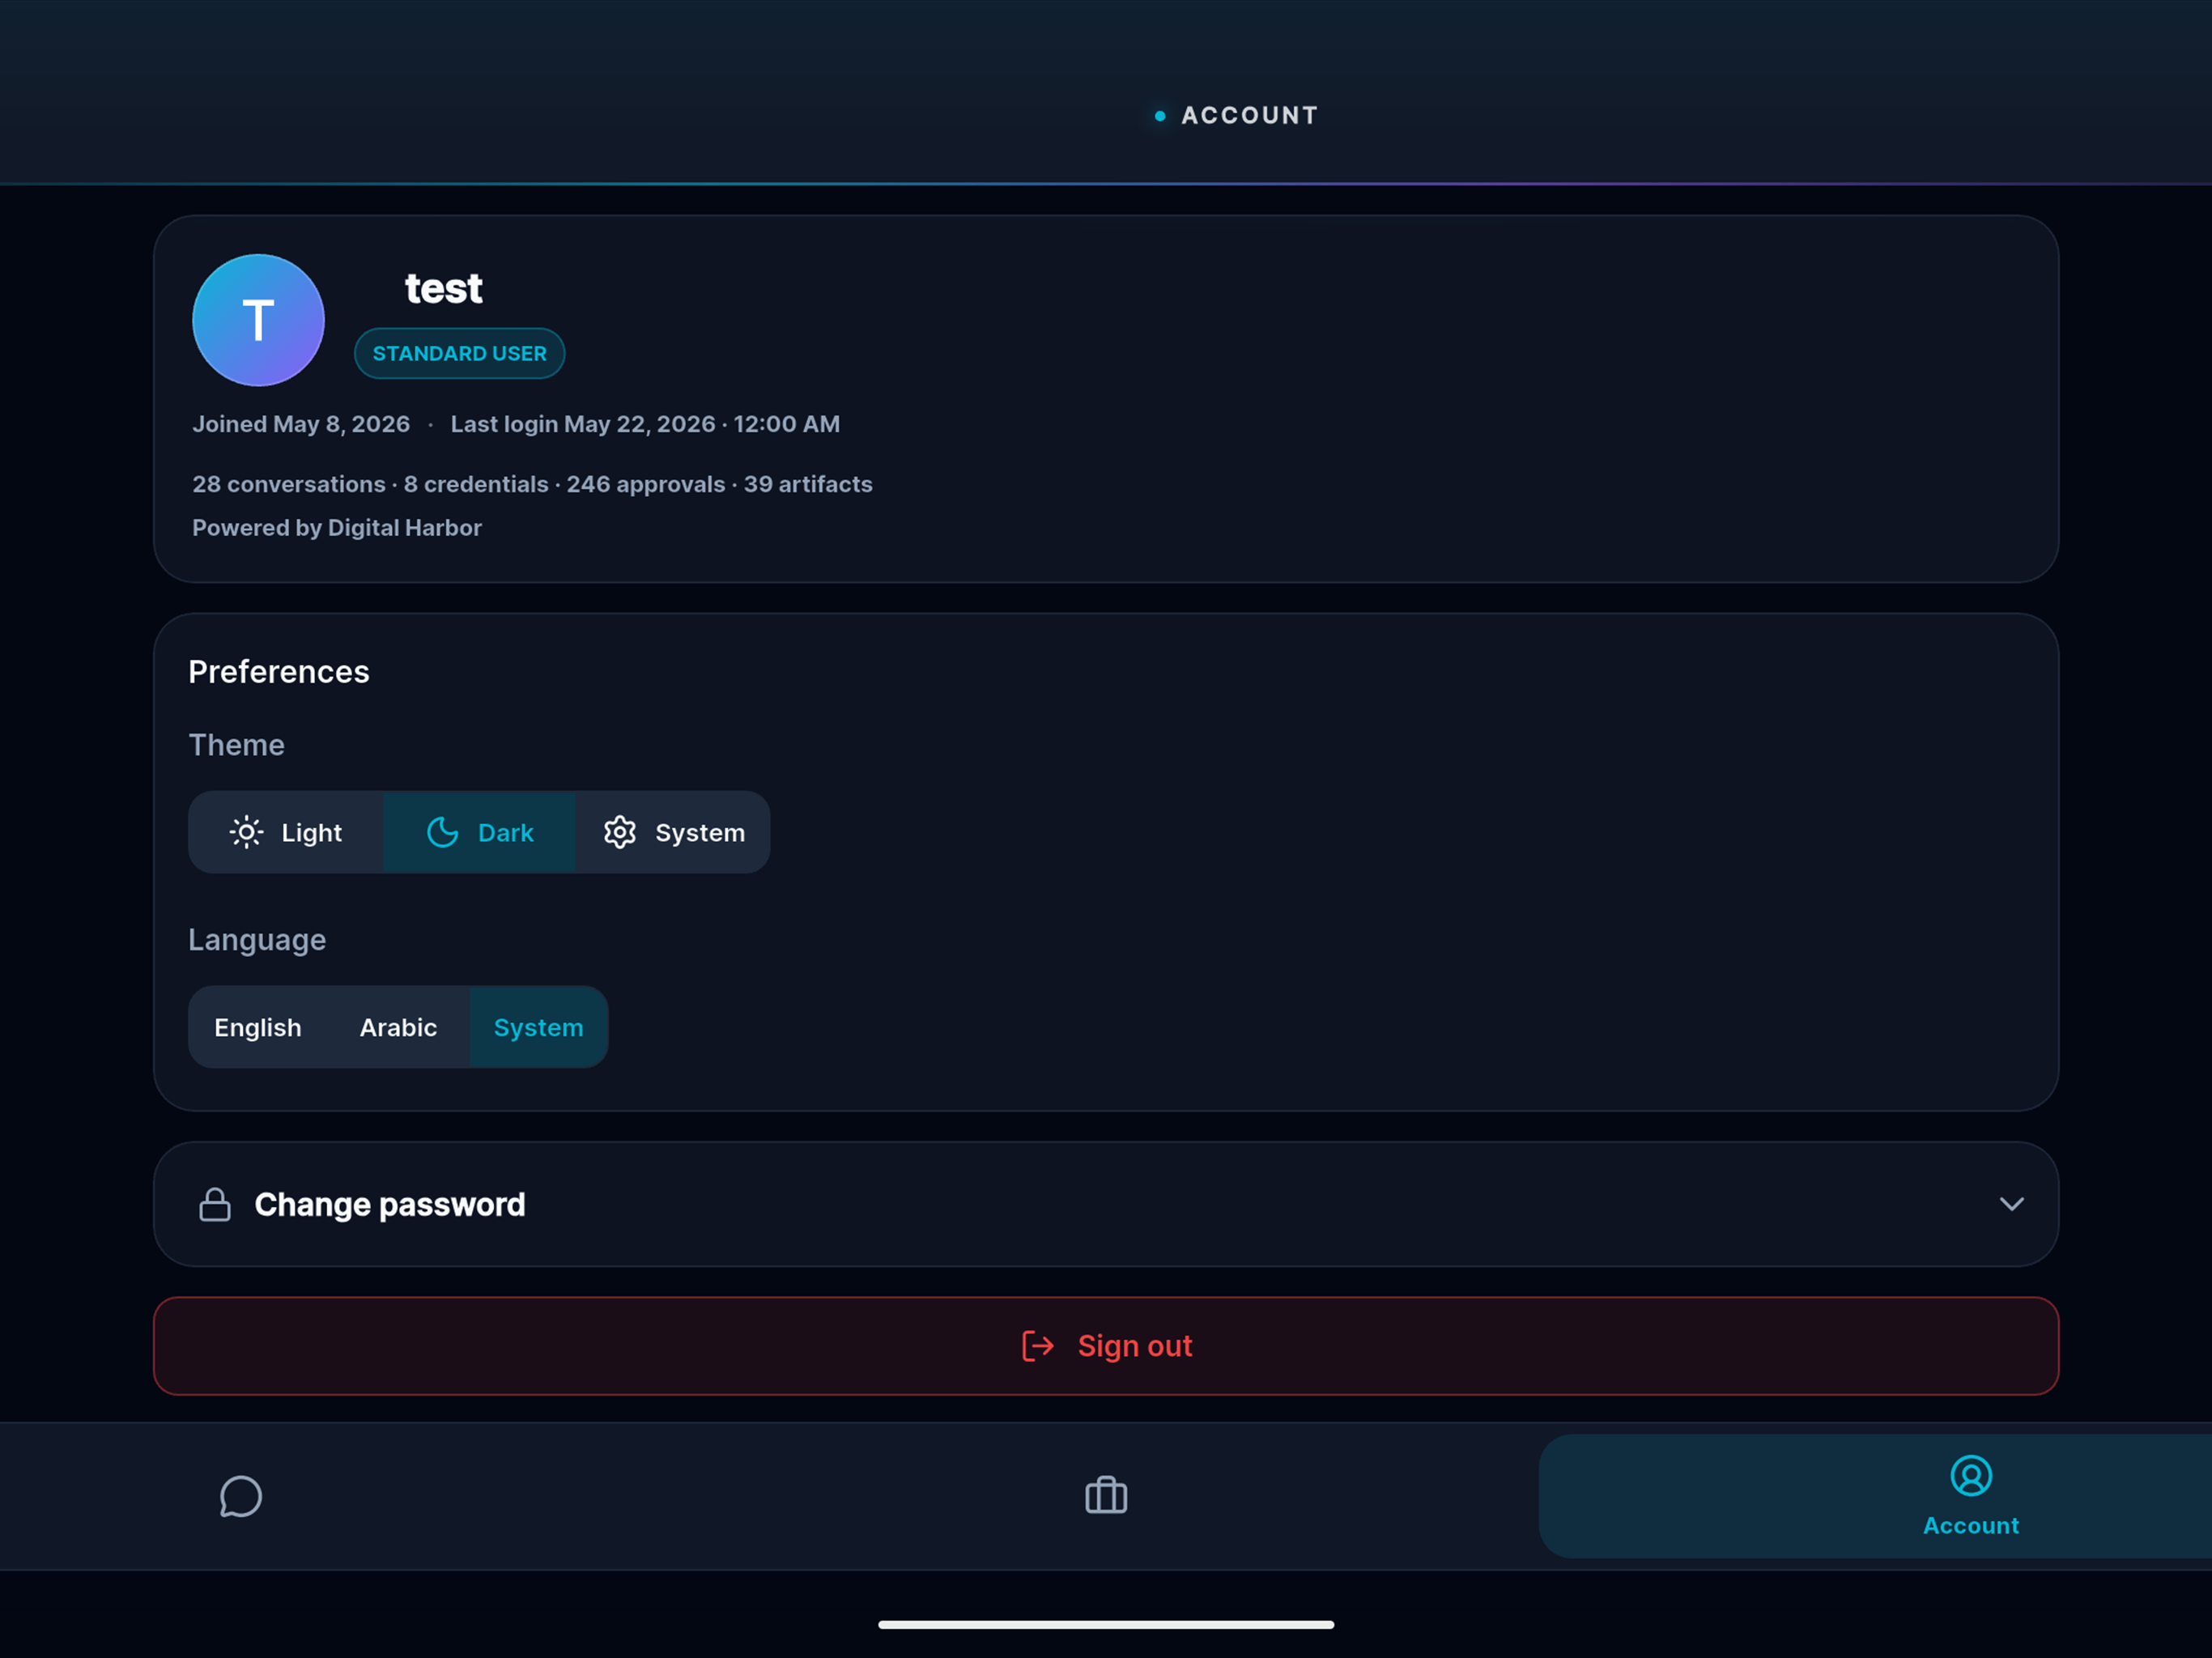 ACCOUNT
T
test
STANDARD USER
Joined May 8, 2026 · Last login May 22, 2026 · 12:00 AM
28 conversations · 8 credentials · 246 approvals · 39 artifacts
Powered by Digital Harbor
Preferences
Theme
Light Dark System
Language
English Arabic System
Change password
Sign out
Account